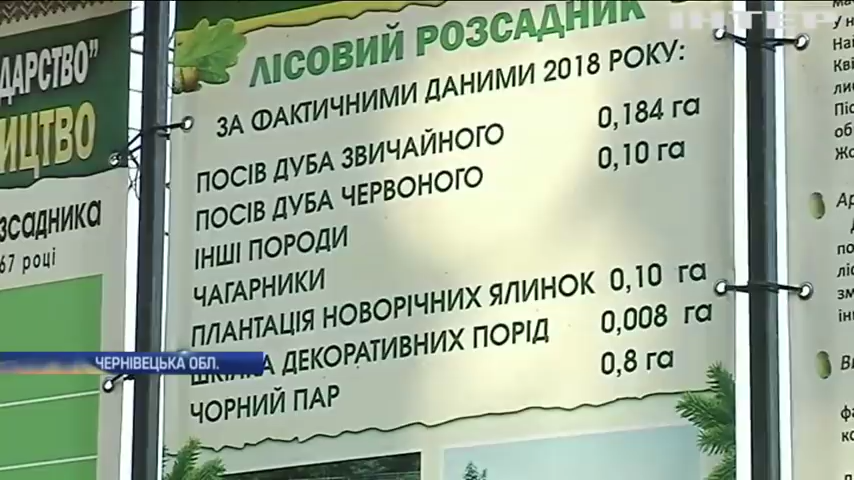 ІНТЕР
ДАРСТВО”
ИЦТВО
зсадника
67 році
ЛІСОВИЙ РОЗСАДНИК
ЗА ФАКТИЧНИМИ ДАНИМИ 2018 РОКУ:
ПОСІВ ДУБА ЗВИЧАЙНОГО 0,184 га
ПОСІВ ДУБА ЧЕРВОНОГО 0,10 га
ІНШІ ПОРОДИ
ЧАГАРНИКИ
ПЛАНТАЦІЯ НОВОРІЧНИХ ЯЛИНОК 0,10 га
ДЕКОРАТИВНИХ ПОРІД 0,008 га
ЧОРНИЙ ПАР 0,8 га
ЧЕРНІВЕЦЬКА ОБЛ.